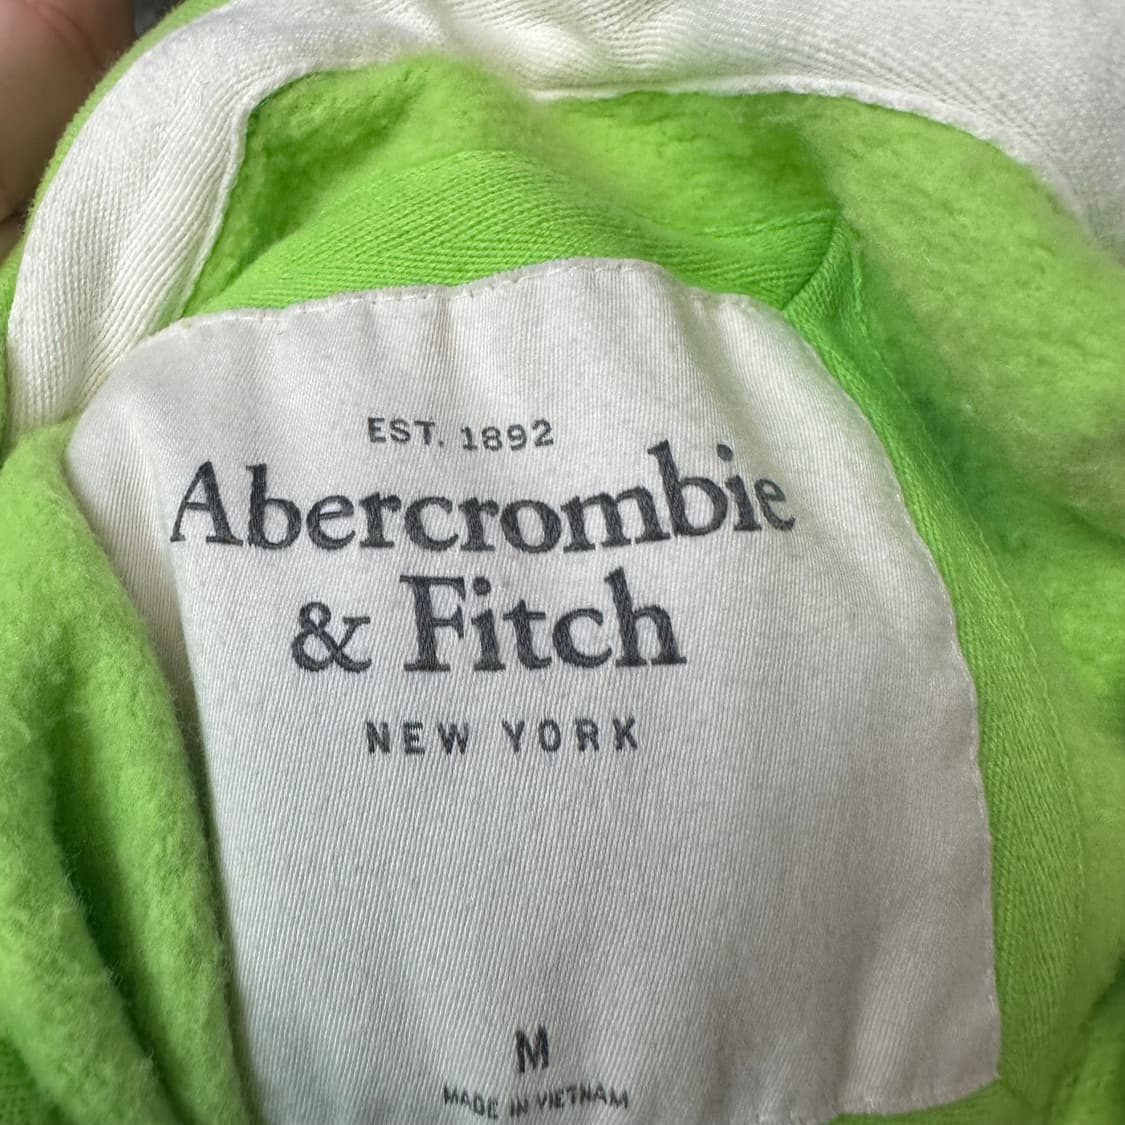 EST. 1892
Abercrombie
& Fitch
NEW YORK
M
MADE IN VIETNAM